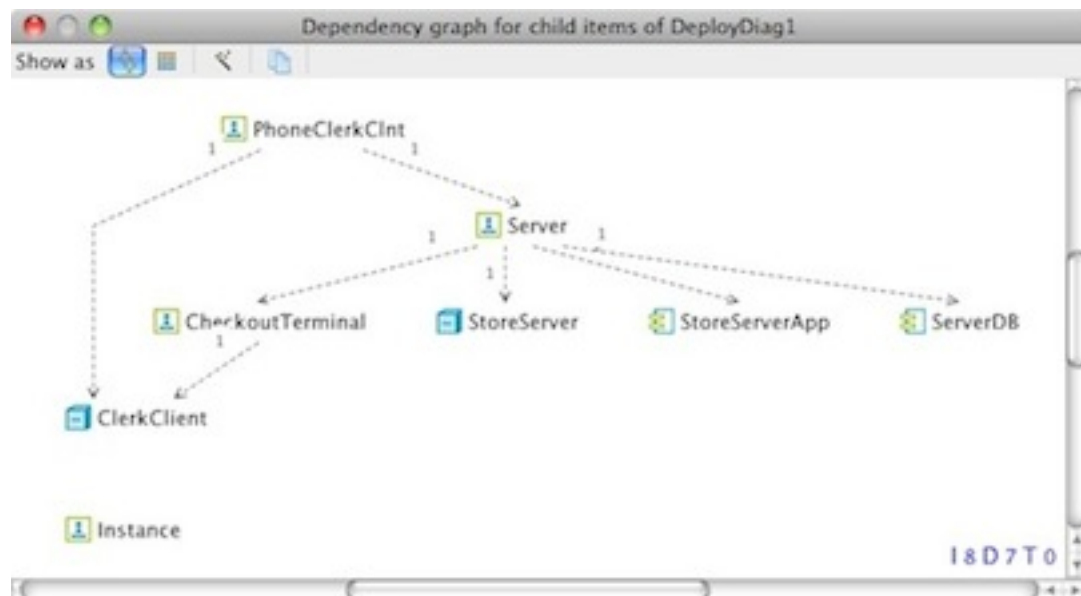 Dependency graph for child items of DeployDiag1
Show as
PhoneClerkClnt
1 1
Server
1 1
1
CheckoutTerminal StoreServer StoreServerApp ServerDB
1
ClerkClient
Instance
I 8 D 7 T 0